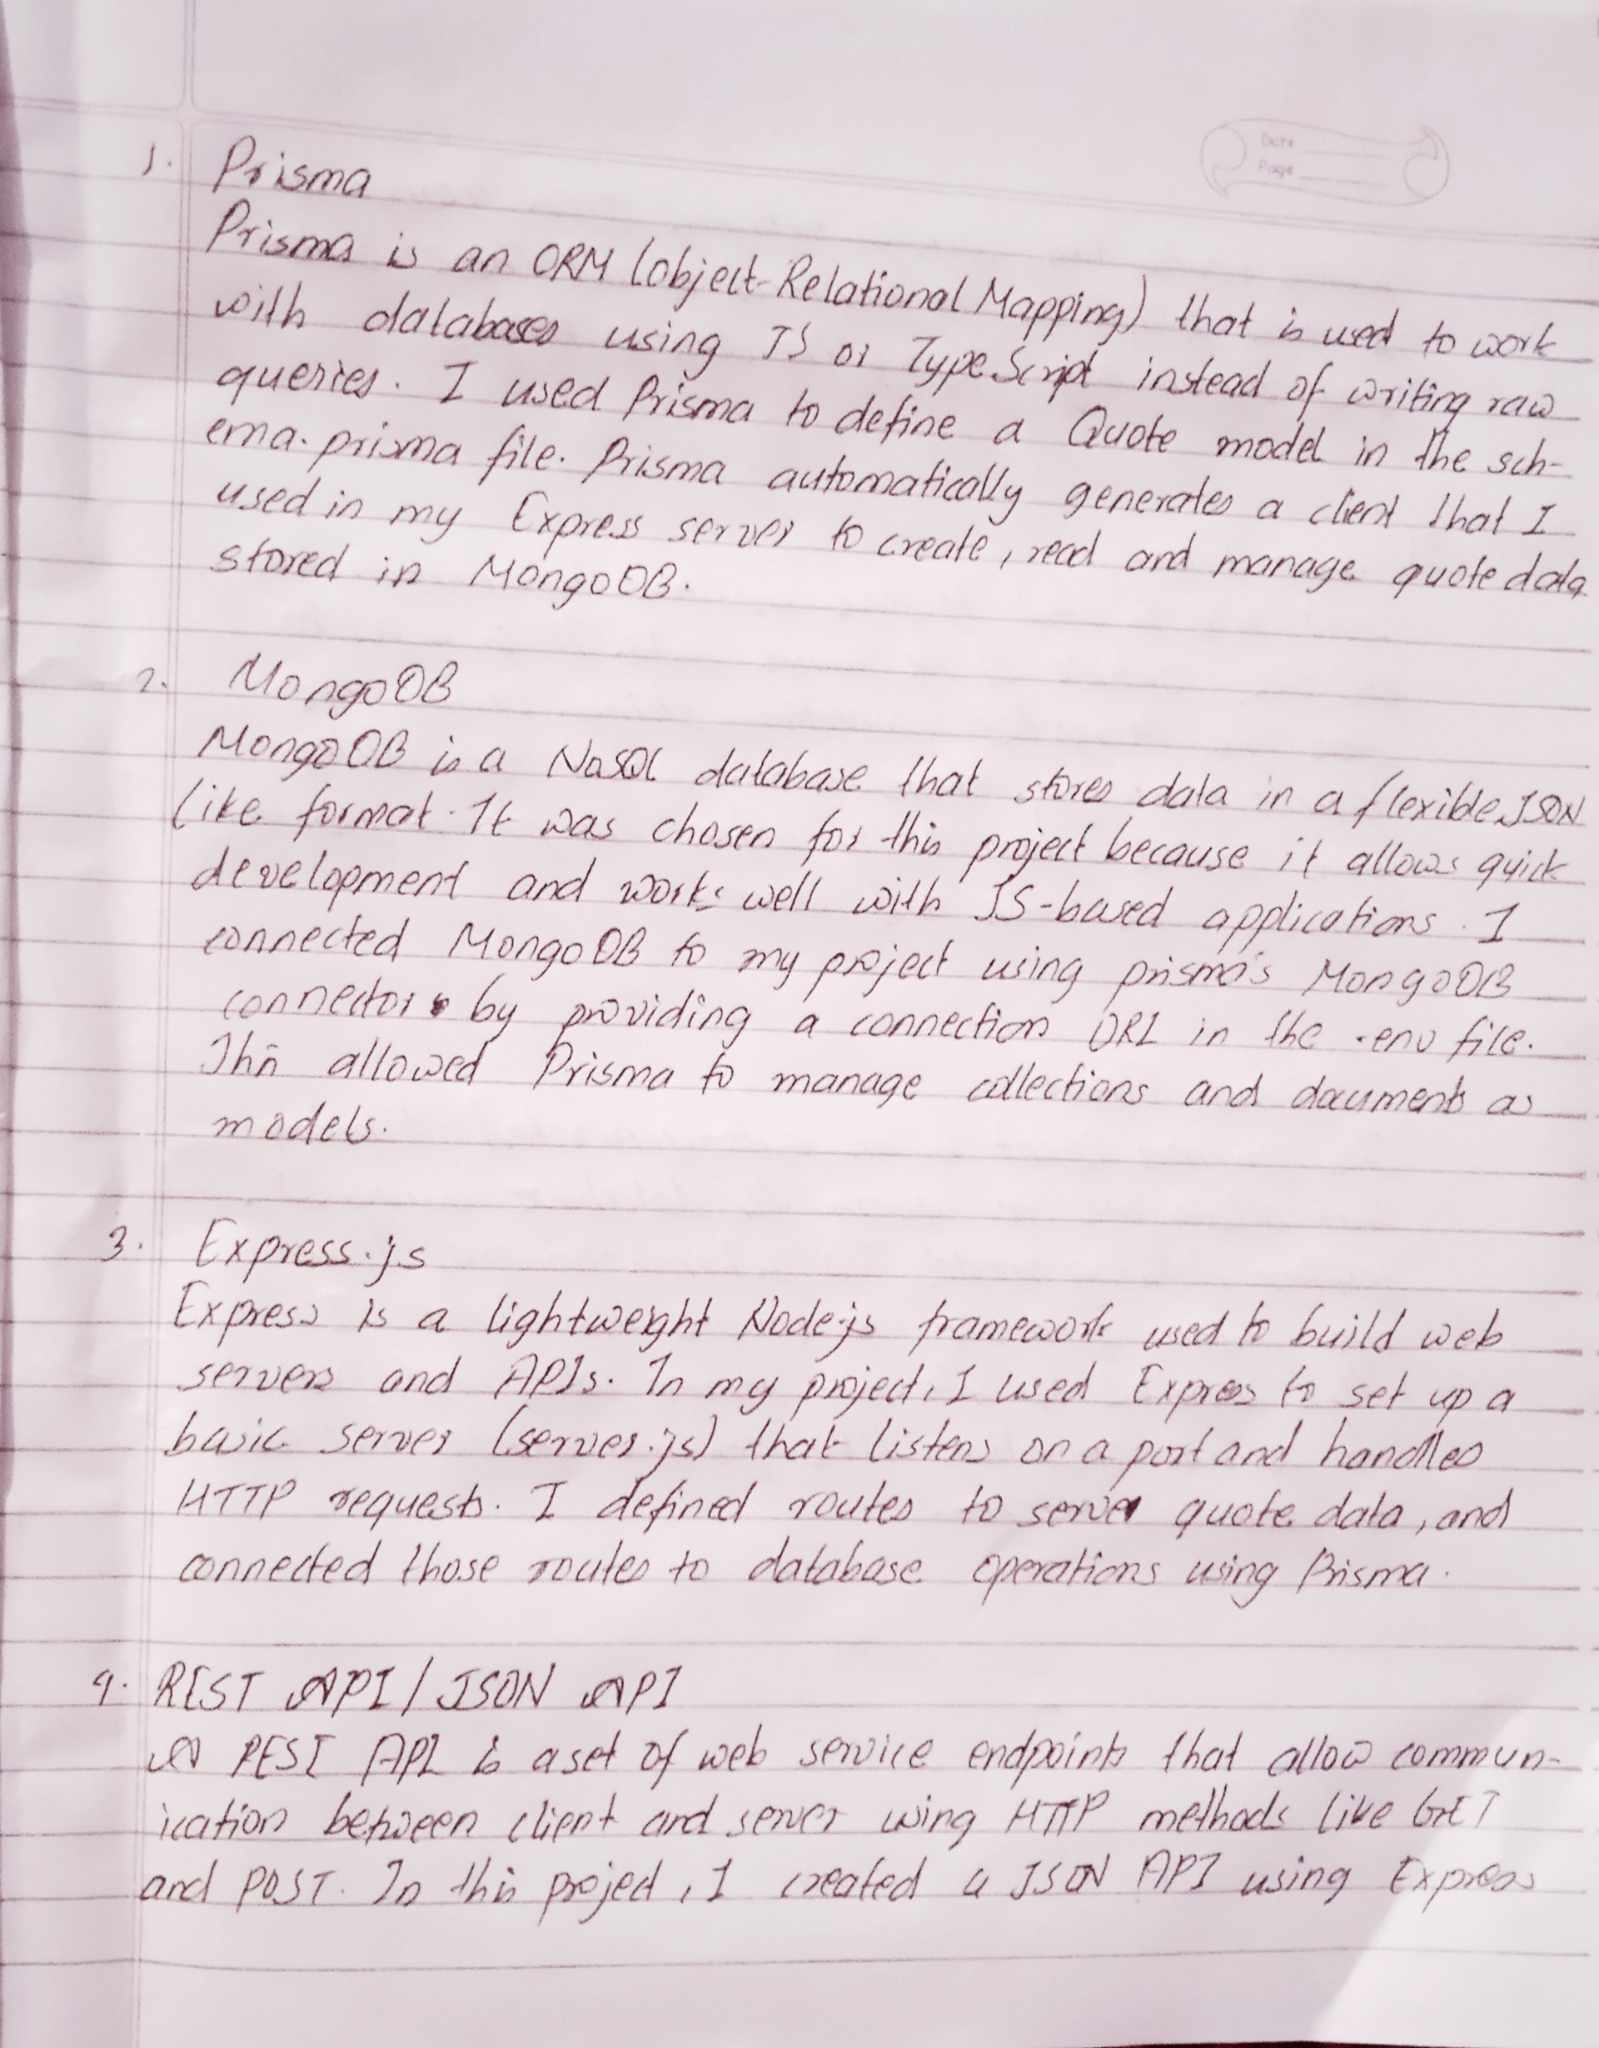 Date
Page
1. Prisma
Prisma is an ORM (object-Relational Mapping) that is used to work
with databases using JS or TypeScript instead of writing raw
queries. I used Prisma to define a Quote model in the sch-
ema.prisma file. Prisma automatically generates a client that I
used in my Express server to create, read and manage quote data
stored in MongoDB.
2. MongoDB
MongoDB is a NoSQL database that stores data in a flexible JSON
like format. It was chosen for this project because it allows quick
development and works well with JS-based applications. I
connected MongoDB to my project using prisma's MongoDB
connector by providing a connection URL in the .env file.
This allowed Prisma to manage collections and documents as
models.
3. Express.js
Express is a lightweight Node.js framework used to build web
servers and APIs. In my project, I used Express to set up a
basic server (server.js) that listens on a port and handles
HTTP requests. I defined routes to serve quote data, and
connected those routes to database operations using Prisma.
4. REST API / JSON API
A REST API is a set of web service endpoints that allow commun-
ication between client and server using HTTP methods like GET
and POST. In this project, I created a JSON API using Express